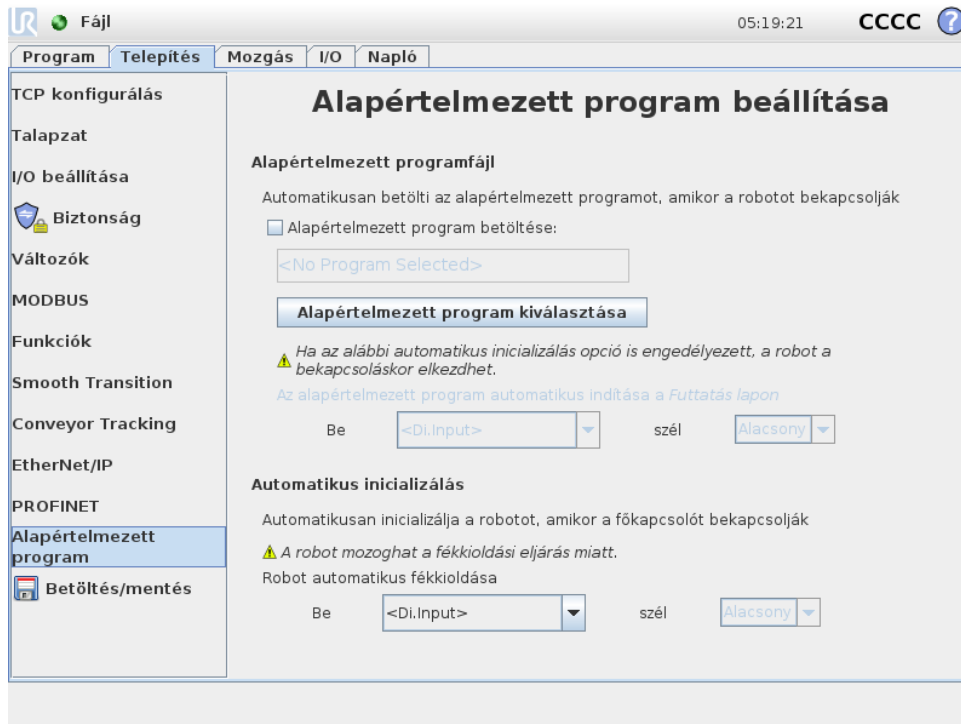 UR Fájl 05:19:21 CCCC ?
Program Telepítés Mozgás I/O Napló
TCP konfigurálás
Talapzat
I/O beállítása
Biztonság
Változók
MODBUS
Funkciók
Smooth Transition
Conveyor Tracking
EtherNet/IP
PROFINET
Alapértelmezett
program
Betöltés/mentés
Alapértelmezett program beállítása
Alapértelmezett programfájl
Automatikusan betölti az alapértelmezett programot, amikor a robotot bekapcsolják
Alapértelmezett program betöltése:
<No Program Selected>
Alapértelmezett program kiválasztása
Ha az alábbi automatikus inicializálás opció is engedélyezett, a robot a
bekapcsoláskor elkezdhet.
Az alapértelmezett program automatikus indítása a Futtatás lapon
Be <Di.Input> szél Alacsony
Automatikus inicializálás
Automatikusan inicializálja a robotot, amikor a főkapcsolót bekapcsolják
A robot mozoghat a fékkioldási eljárás miatt.
Robot automatikus fékkioldása
Be <Di.Input> szél Alacsony